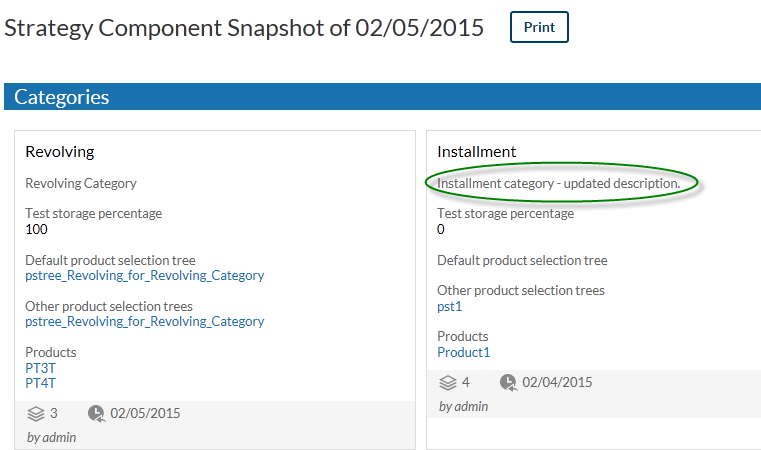 Strategy Component Snapshot of 02/05/2015
Print
Categories
Revolving
Revolving Category
Test storage percentage
100
Default product selection tree
pstree_Revolving_for_Revolving_Category
Other product selection trees
pstree_Revolving_for_Revolving_Category
Products
PT3T
PT4T
3 02/05/2015
by admin
Installment
Installment category - updated description.
Test storage percentage
0
Default product selection tree
Other product selection trees
pst1
Products
Product1
4 02/04/2015
by admin